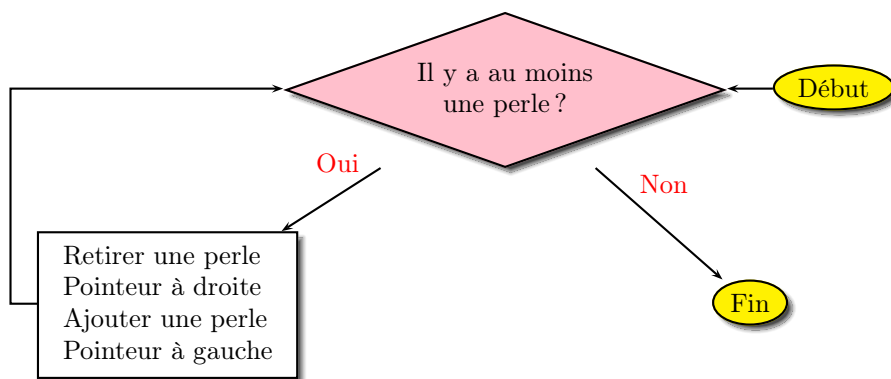 Il y a au moins
une perle ?
Début
Oui
Non
Retirer une perle
Pointeur à droite
Ajouter une perle
Pointeur à gauche
Fin